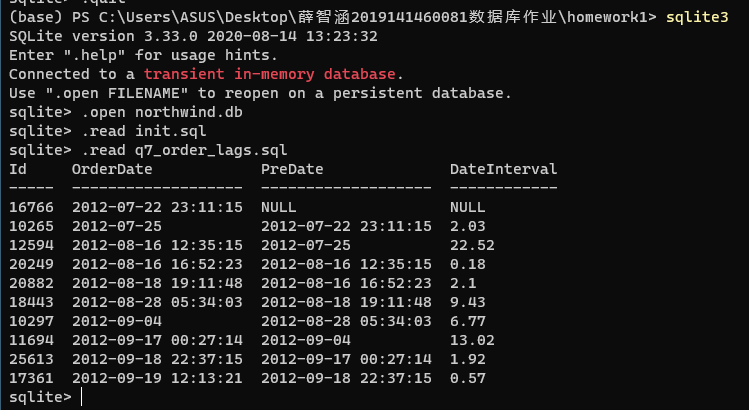 sqlite> .quit
(base) PS C:\Users\ASUS\Desktop\薛智涵2019141460081数据库作业\homework1> sqlite3
SQLite version 3.33.0 2020-08-14 13:23:32
Enter ".help" for usage hints.
Connected to a transient in-memory database.
Use ".open FILENAME" to reopen on a persistent database.
sqlite> .open northwind.db
sqlite> .read init.sql
sqlite> .read q7_order_lags.sql
Id     OrderDate            PreDate              DateInterval
-----  -------------------  -------------------  ------------
16766  2012-07-22 23:11:15  NULL                 NULL
10265  2012-07-25           2012-07-22 23:11:15  2.03
12594  2012-08-16 12:35:15  2012-07-25           22.52
20249  2012-08-16 16:52:23  2012-08-16 12:35:15  0.18
20882  2012-08-18 19:11:48  2012-08-16 16:52:23  2.1
18443  2012-08-28 05:34:03  2012-08-18 19:11:48  9.43
10297  2012-09-04           2012-08-28 05:34:03  6.77
11694  2012-09-17 00:27:14  2012-09-04           13.02
25613  2012-09-18 22:37:15  2012-09-17 00:27:14  1.92
17361  2012-09-19 12:13:21  2012-09-18 22:37:15  0.57
sqlite>